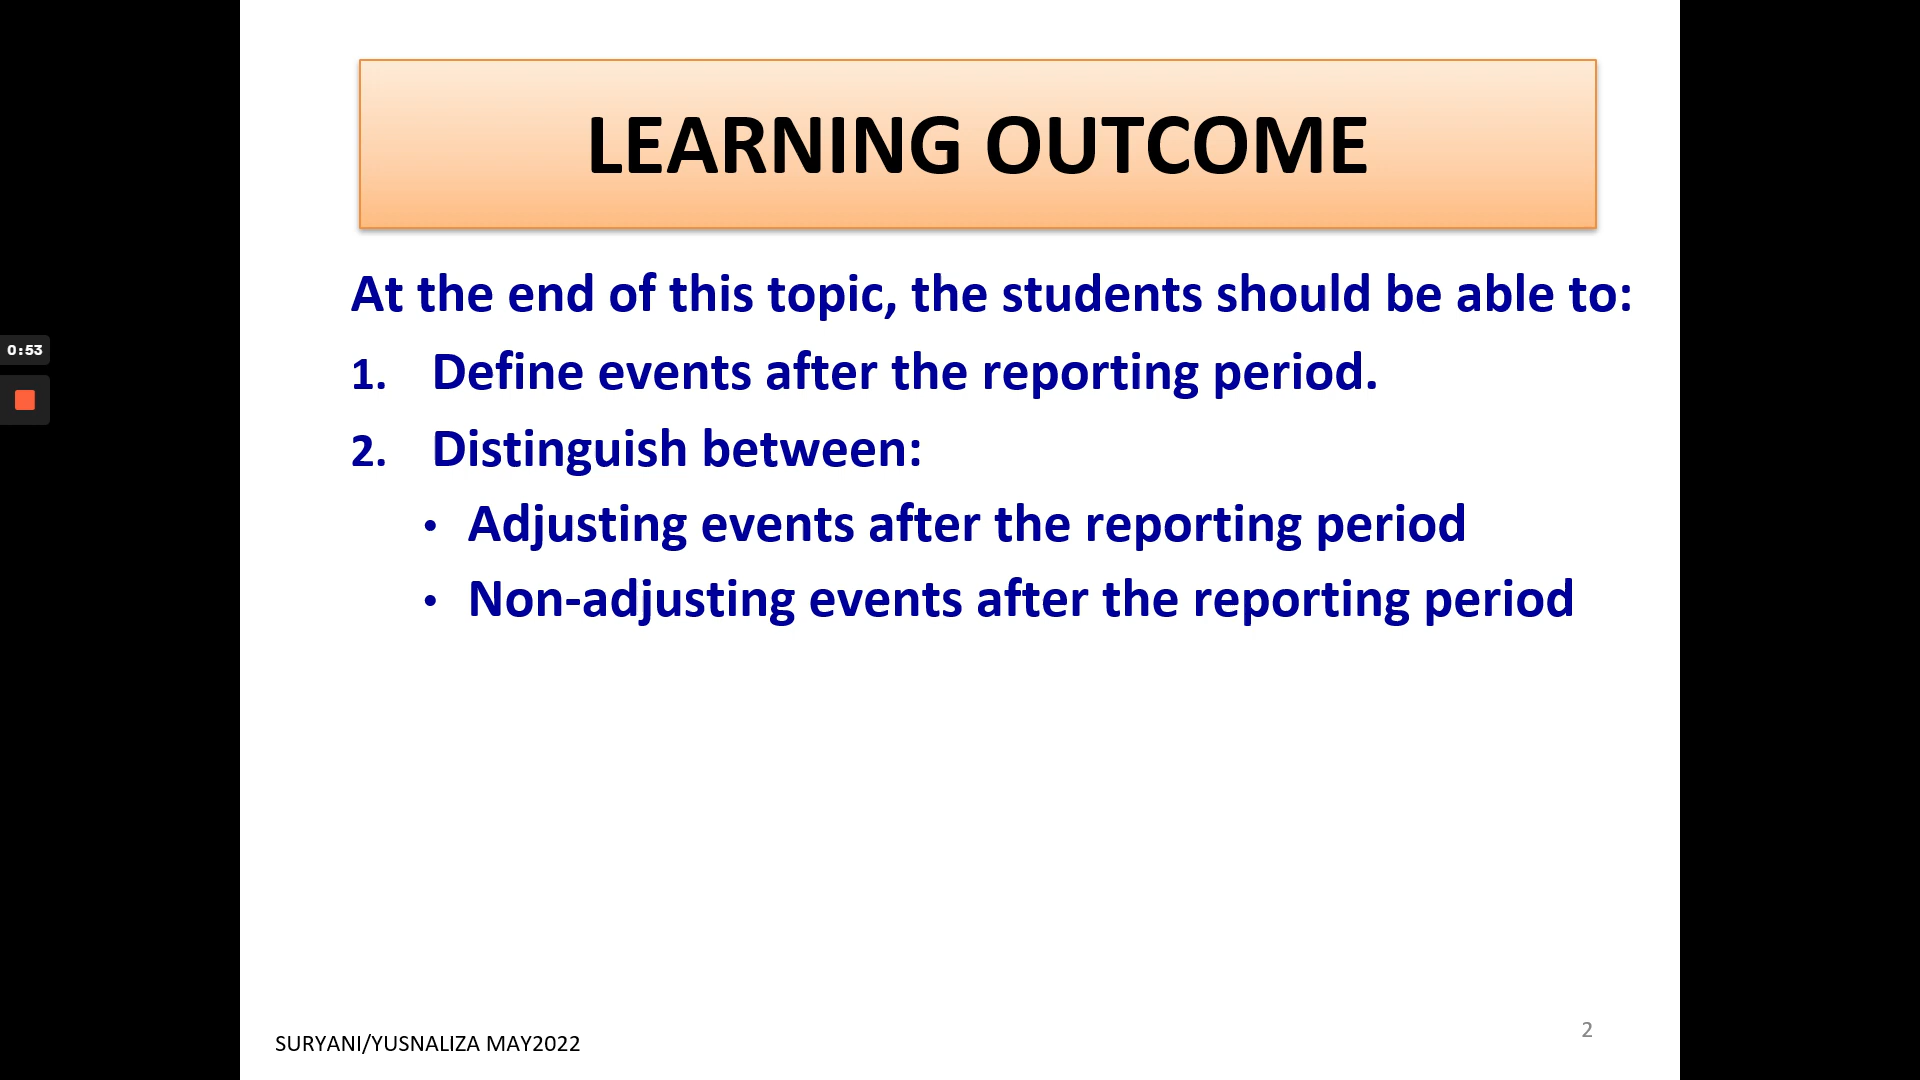 LEARNING OUTCOME
At the end of this topic, the students should be able to:
1. Define events after the reporting period.
2. Distinguish between:
• Adjusting events after the reporting period
• Non-adjusting events after the reporting period
0:53
SURYANI/YUSNALIZA MAY2022
2